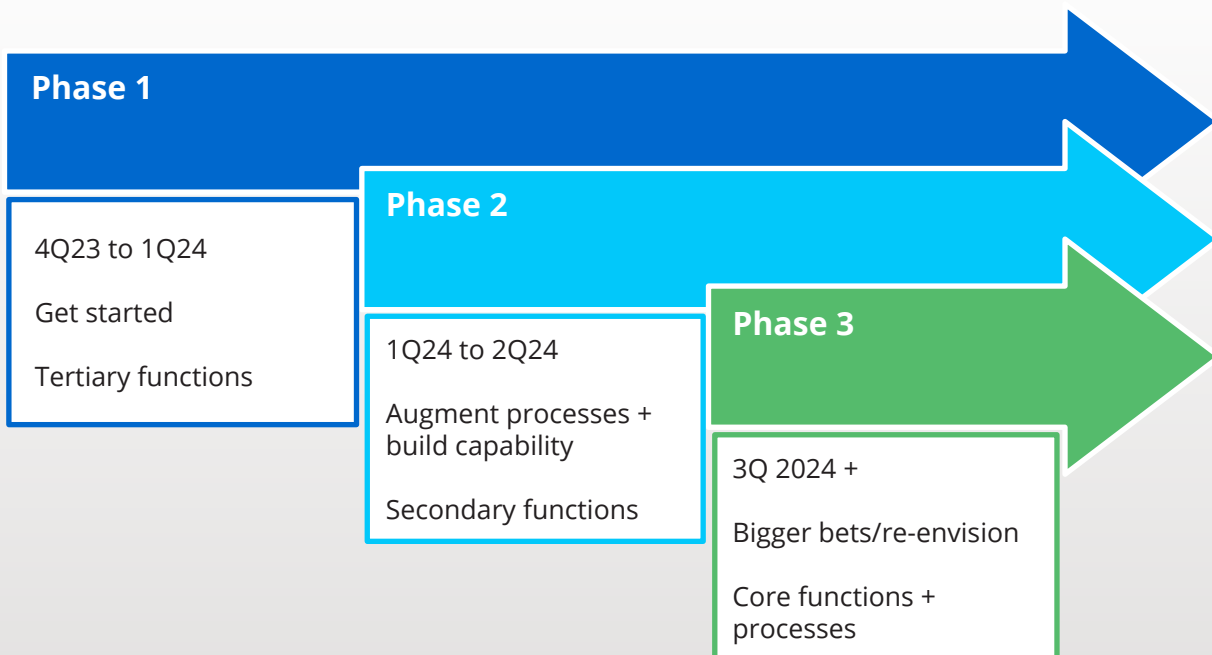 Phase 1
4Q23 to 1Q24
Get started
Tertiary functions
Phase 2
1Q24 to 2Q24
Augment processes +
build capability
Secondary functions
Phase 3
3Q 2024 +
Bigger bets/re-envision
Core functions +
processes